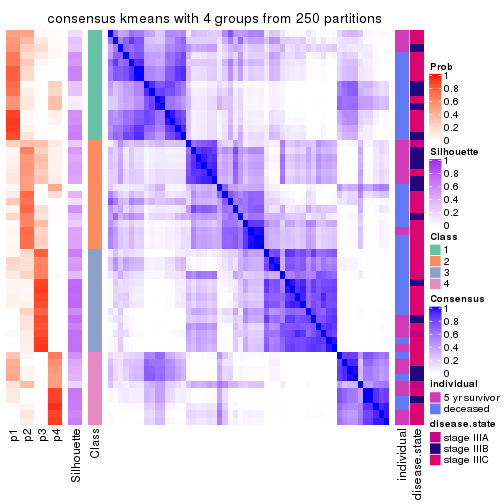 consensus kmeans with 4 groups from 250 partitions
Prob
1
0.8
0.6
0.4
0.2
0
Silhouette
1
0.8
0.6
0.4
0.2
0
Class
1
2
3
4
Consensus
1
0.8
0.6
0.4
0.2
0
individual
5 yr survivor
deceased
disease.state
stage IIIA
stage IIIB
stage IIIC
p1
p2
p3
p4
Silhouette
Class
individual
disease.state